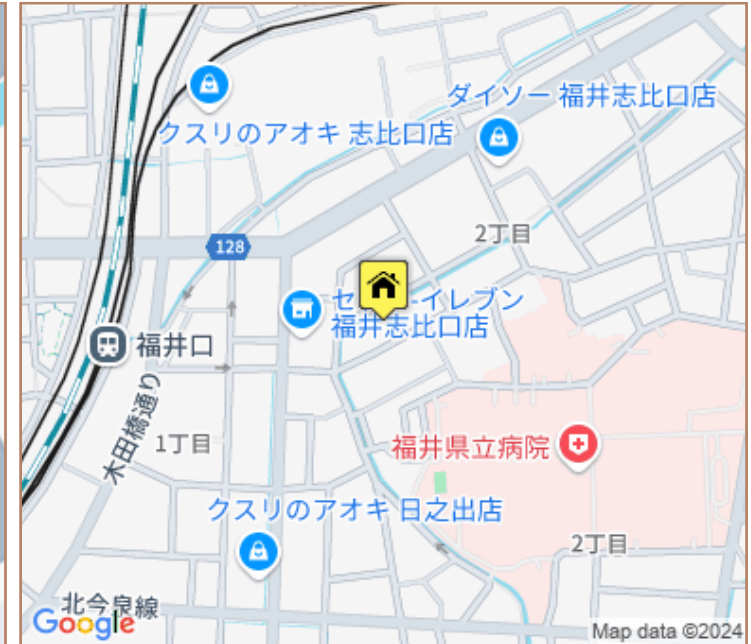 ダイソー 福井志比口店
クスリのアオキ 志比口店
2丁目
128
セ
-イレブン
福井志比口店
福井口
木田橋通り
1丁目
福井県立病院
クスリのアオキ 日之出店
2丁目
北今泉線
Google
Map data ©2024